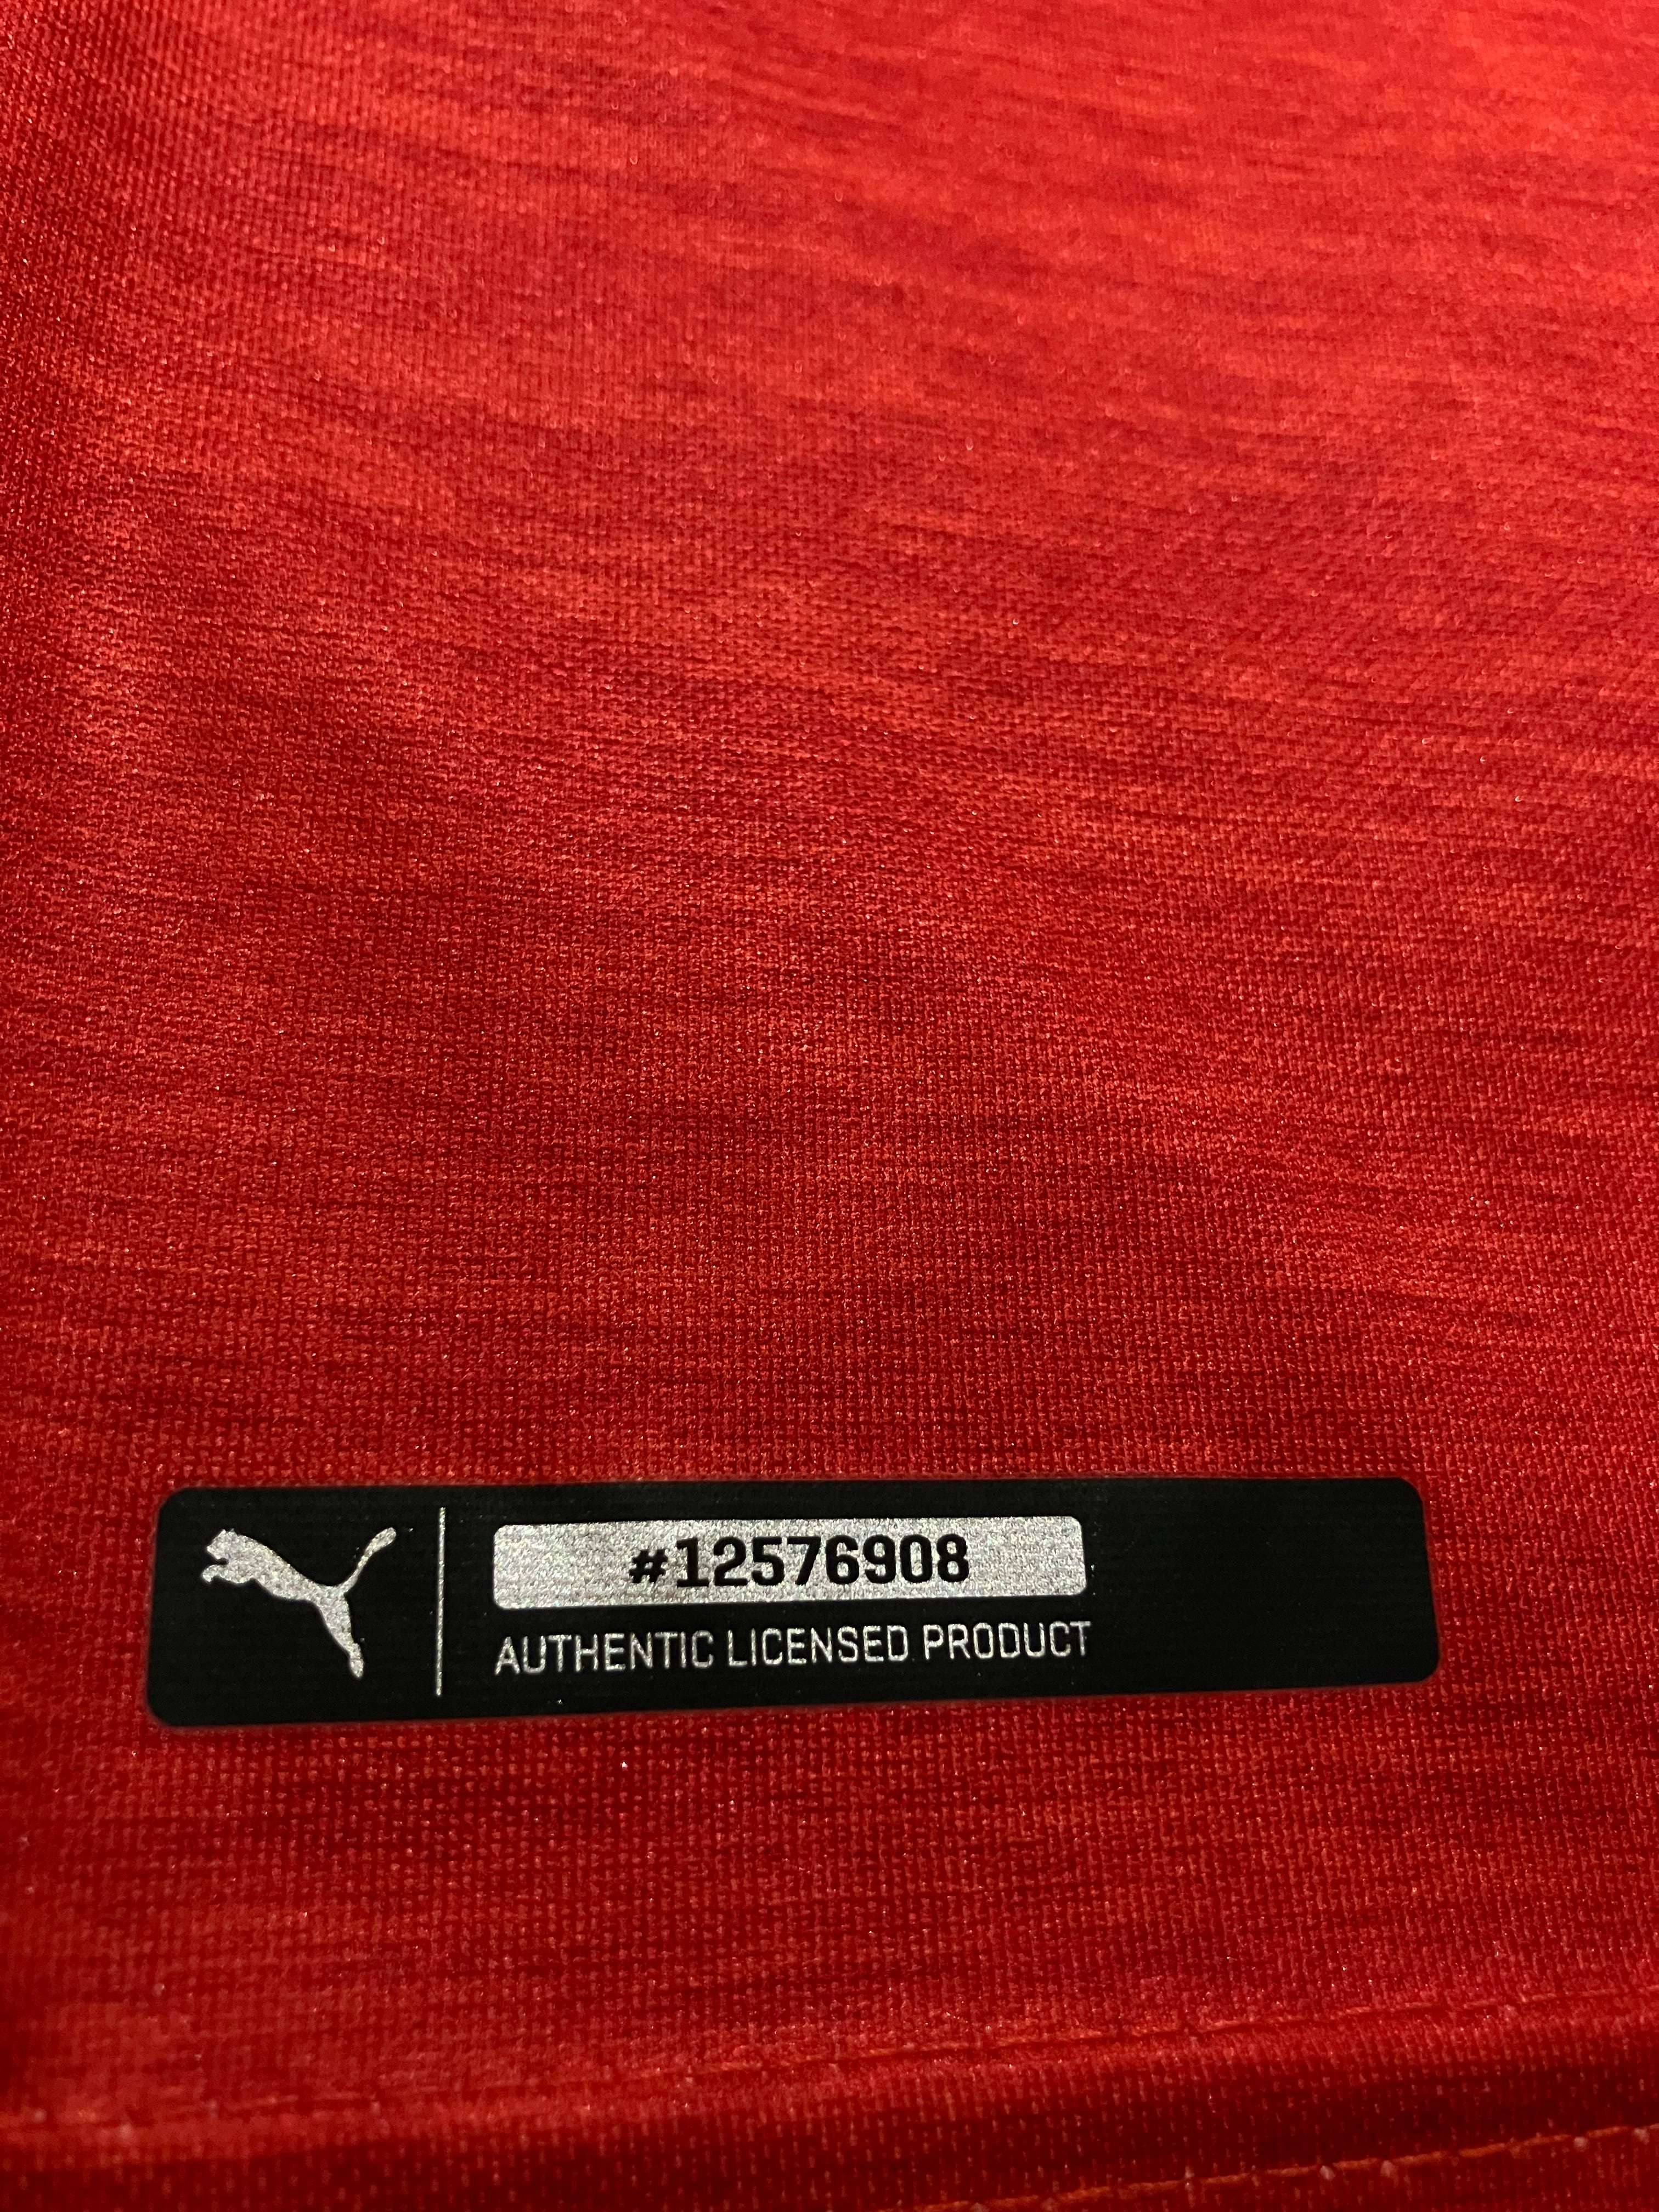 #12576908
AUTHENTIC LICENSED PRODUCT